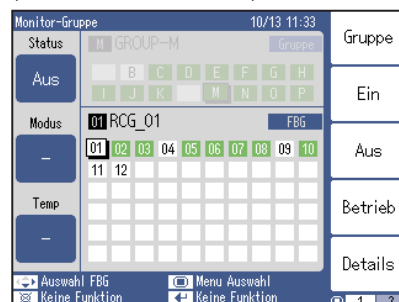 Monitor-Gruppe 10/13 11:33
Status
Aus
Modus
–
Temp
–
M GROUP-M Gruppe
B C D E F G H
I J K M N O P
01 RCG_01 FBG
01 02 03 04 05 06 07 08 09 10
11 12
Gruppe
Ein
Aus
Betrieb
Details
Auswahl FBG Menu Auswahl
Keine Funktion Keine Funktion
1 2